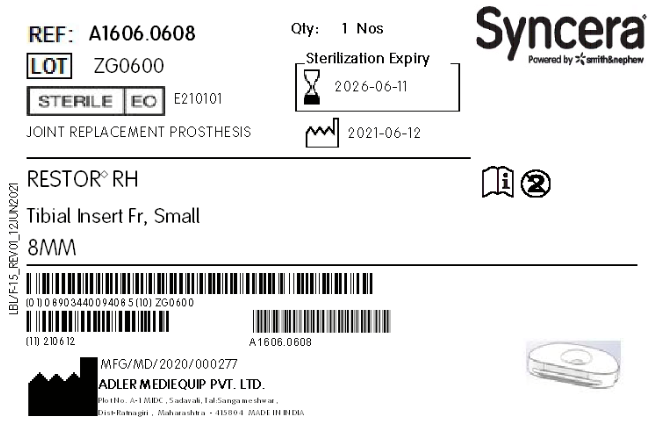 REF: A1606.0608
Qty: 1 Nos
Syncera
Powered by smith&nephew
LOT ZG0600
Sterilization Expiry
2026-06-11
STERILE EO E210101
JOINT REPLACEMENT PROSTHESIS
2021-06-12
RESTOR◊ RH
Tibial Insert Fr, Small
8MM
LBL/F-15_REV01_12JUN2021
(01)08903440094085(10) ZG0600
(11) 210612
A1606.0608
MFG/MD/2020/000277
ADLER MEDIEQUIP PVT. LTD.
Plot No. A-1 MIDC, Sadavali, Tal:Sangameshwar,
Dist-Ratnagiri, Maharashtra - 415804 MADE IN INDIA